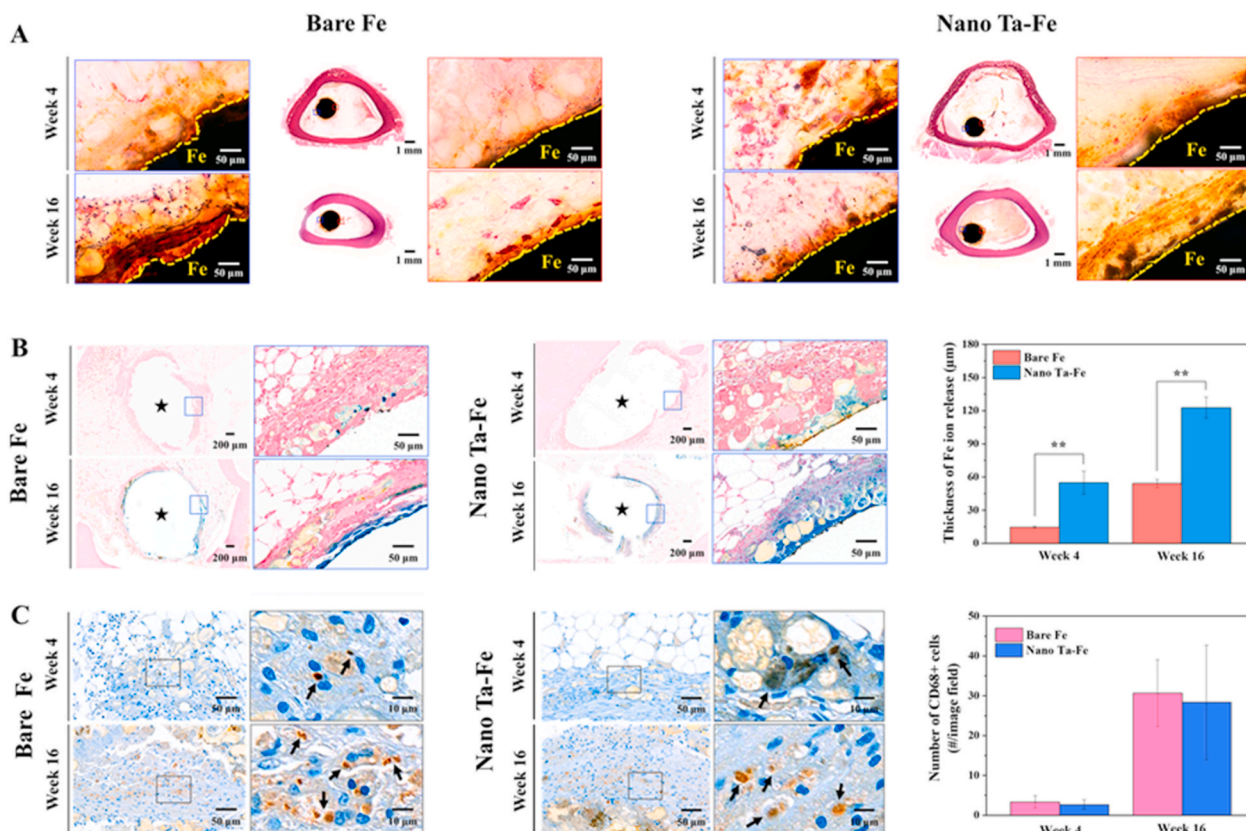 A
Bare Fe
Nano Ta-Fe
Week 4
Fe
50 µm
1 mm
Fe
50 µm
Week 4
Fe
50 µm
1 mm
Fe
50 µm
Week 16
Fe
50 µm
1 mm
Fe
50 µm
Week 16
Fe
50 µm
1 mm
Fe
50 µm
B
Bare Fe
Week 4
200 µm
50 µm
Week 16
200 µm
50 µm
Nano Ta-Fe
Week 4
200 µm
50 µm
Week 16
200 µm
50 µm
Thickness of Fe ion release (µm)
180
150
120
90
60
30
0
Bare Fe
Nano Ta-Fe
**
**
Week 4
Week 16
C
Bare Fe
Week 4
50 µm
10 µm
Week 16
50 µm
10 µm
Nano Ta-Fe
Week 4
50 µm
10 µm
Week 16
50 µm
10 µm
Number of CD68+ cells
(#/image field)
50
40
30
20
10
0
Bare Fe
Nano Ta-Fe
Week 4
Week 16